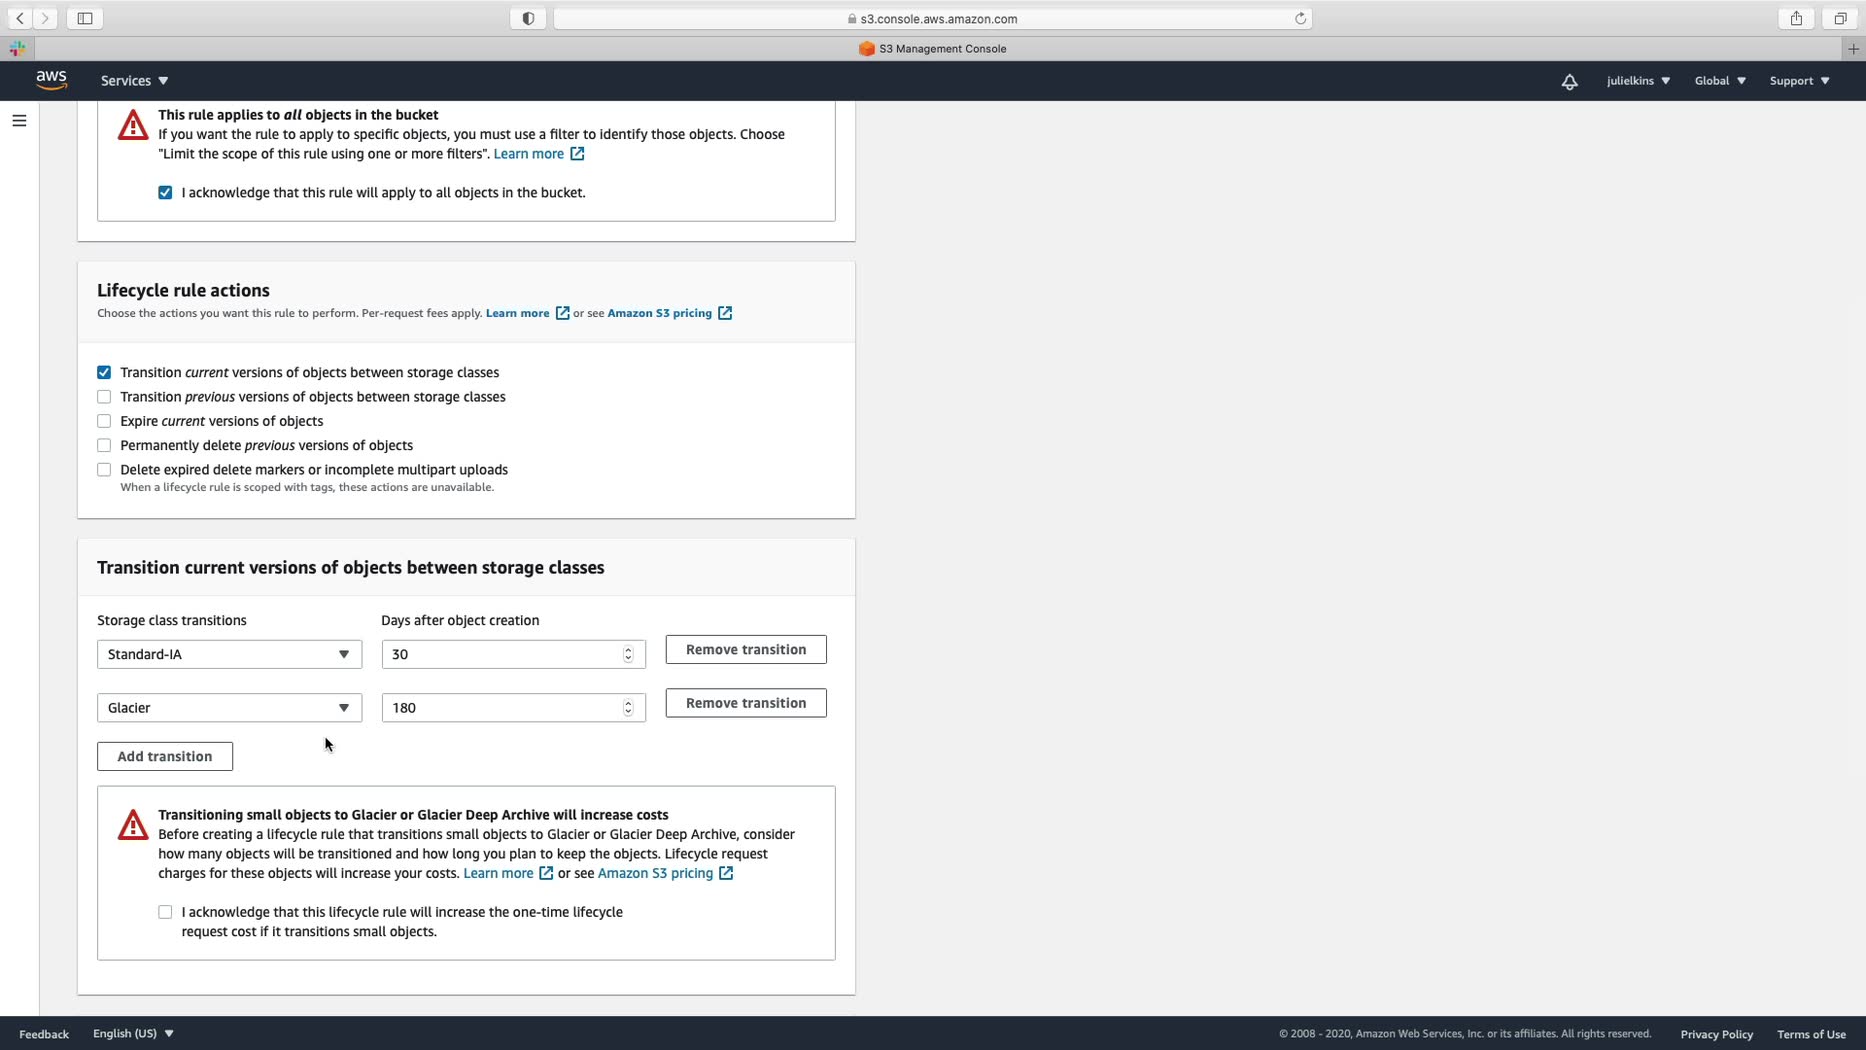 s3.console.aws.amazon.com
S3 Management Console
aws
Services
julielkins
Global
Support
This rule applies to all objects in the bucket
If you want the rule to apply to specific objects, you must use a filter to identify those objects. Choose
"Limit the scope of this rule using one or more filters". Learn more
I acknowledge that this rule will apply to all objects in the bucket.
Lifecycle rule actions
Choose the actions you want this rule to perform. Per-request fees apply. Learn more or see Amazon S3 pricing
Transition current versions of objects between storage classes
Transition previous versions of objects between storage classes
Expire current versions of objects
Permanently delete previous versions of objects
Delete expired delete markers or incomplete multipart uploads
When a lifecycle rule is scoped with tags, these actions are unavailable.
Transition current versions of objects between storage classes
Storage class transitions
Days after object creation
Standard-IA
30
Remove transition
Glacier
180
Remove transition
Add transition
Transitioning small objects to Glacier or Glacier Deep Archive will increase costs
Before creating a lifecycle rule that transitions small objects to Glacier or Glacier Deep Archive, consider
how many objects will be transitioned and how long you plan to keep the objects. Lifecycle request
charges for these objects will increase your costs. Learn more or see Amazon S3 pricing
I acknowledge that this lifecycle rule will increase the one-time lifecycle
request cost if it transitions small objects.
Feedback
English (US)
© 2008 - 2020, Amazon Web Services, Inc. or its affiliates. All rights reserved.
Privacy Policy
Terms of Use